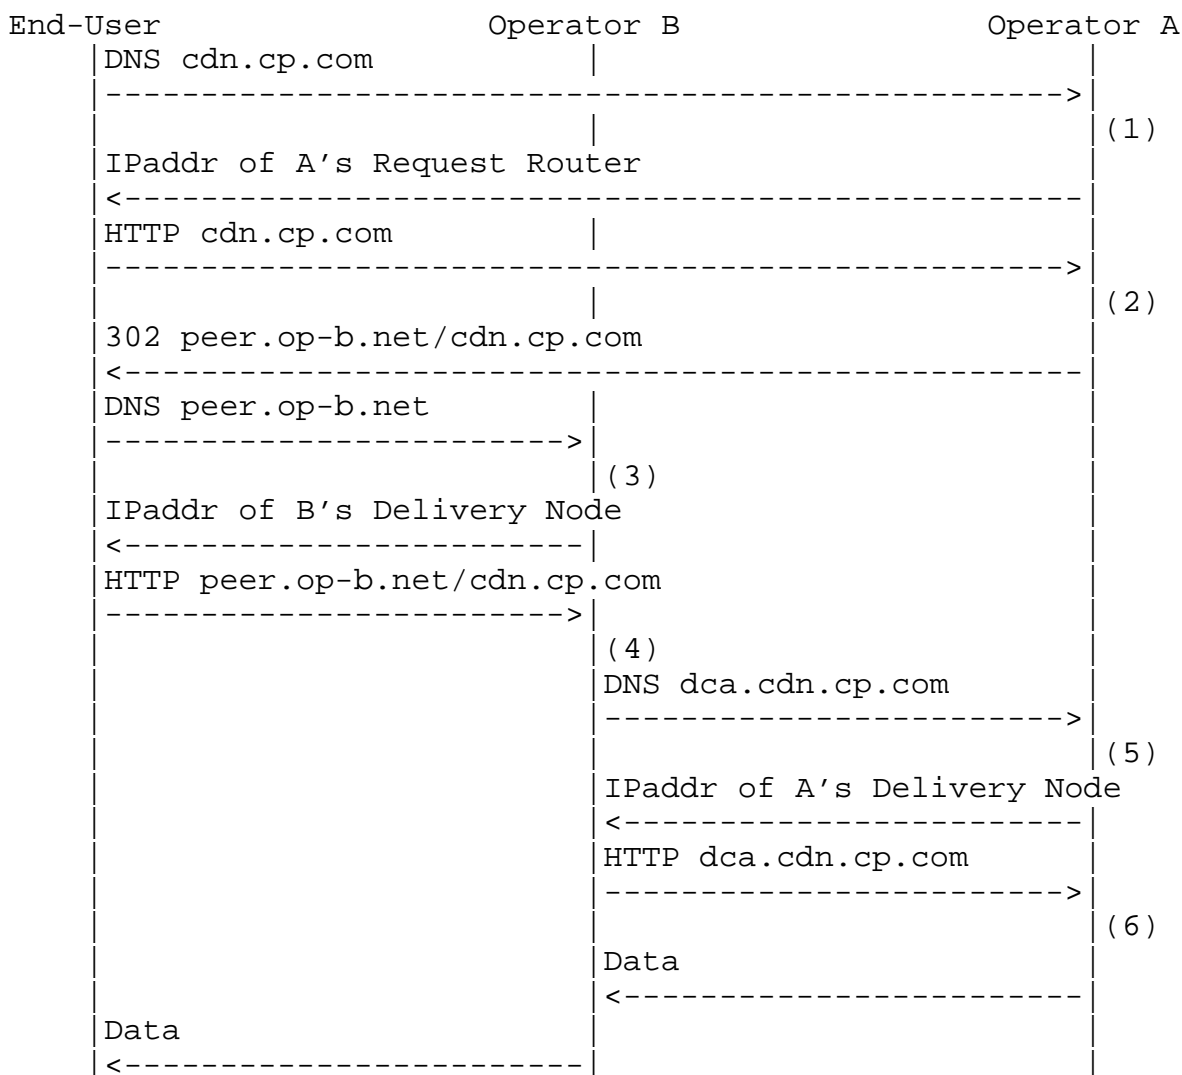 End-User Operator B Operator A
DNS cdn.cp.com
(1)
IPaddr of A's Request Router
HTTP cdn.cp.com
(2)
302 peer.op-b.net/cdn.cp.com
DNS peer.op-b.net
(3)
IPaddr of B's Delivery Node
HTTP peer.op-b.net/cdn.cp.com
(4)
DNS dca.cdn.cp.com
(5)
IPaddr of A's Delivery Node
HTTP dca.cdn.cp.com
(6)
Data
Data